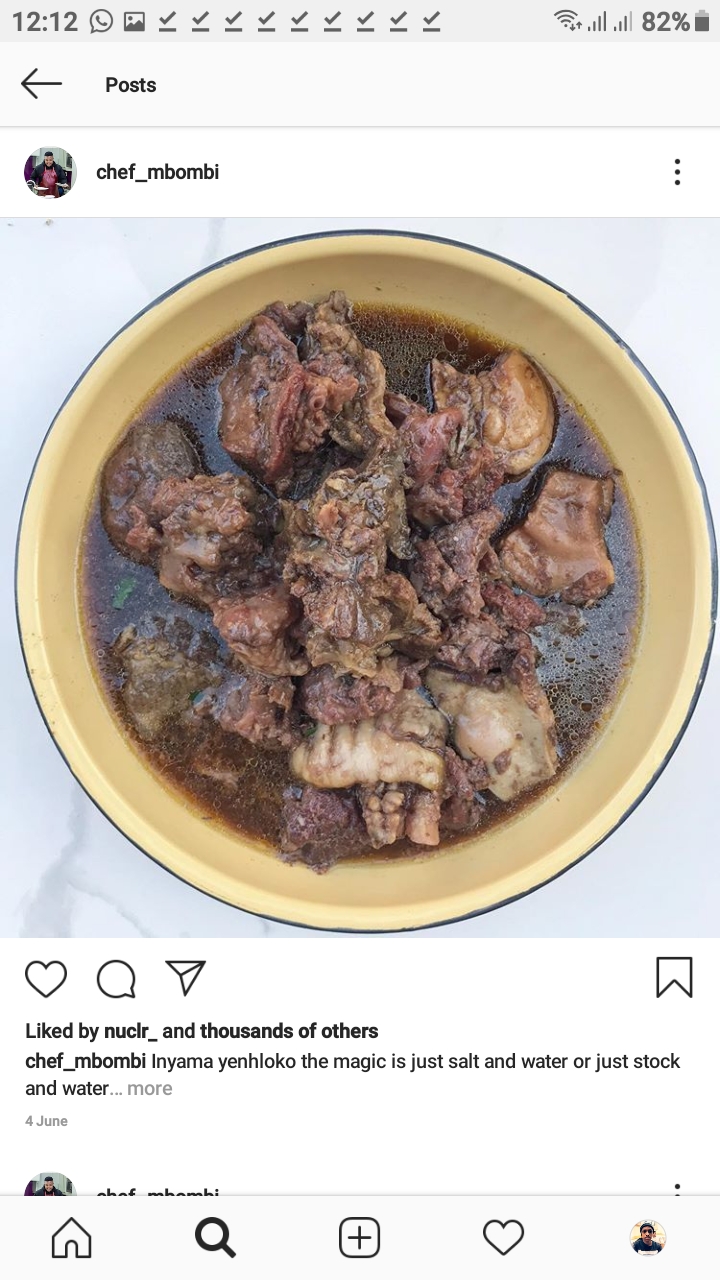 12:12 82%
Posts
chef_mbombi
Liked by nuclr_ and thousands of others
chef_mbombi Inyama yenhloko the magic is just salt and water or just stock
and water... more
4 June
chef_mbombi